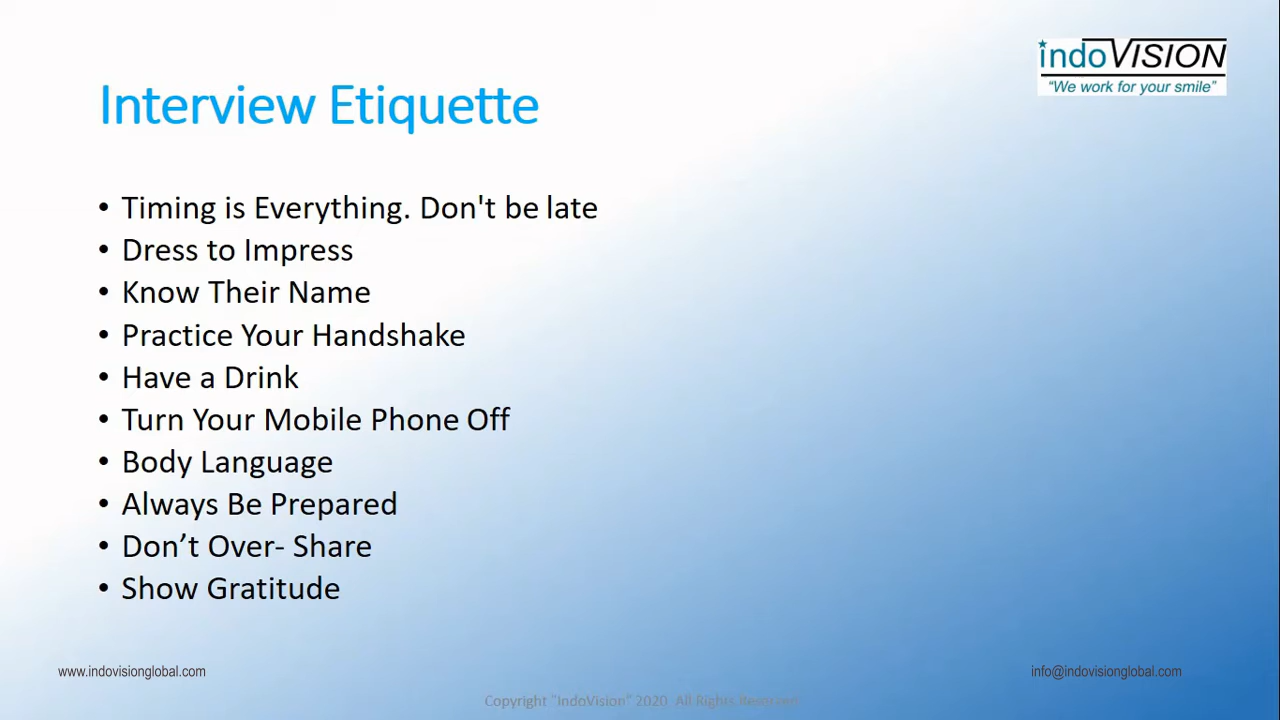 indoVISION
"We work for your smile"
Interview Etiquette
• Timing is Everything. Don't be late
• Dress to Impress
• Know Their Name
• Practice Your Handshake
• Have a Drink
• Turn Your Mobile Phone Off
• Body Language
• Always Be Prepared
• Don’t Over- Share
• Show Gratitude
www.indovisionglobal.com
info@indovisionglobal.com
Copyright "IndoVision" 2020. All Rights Reserved